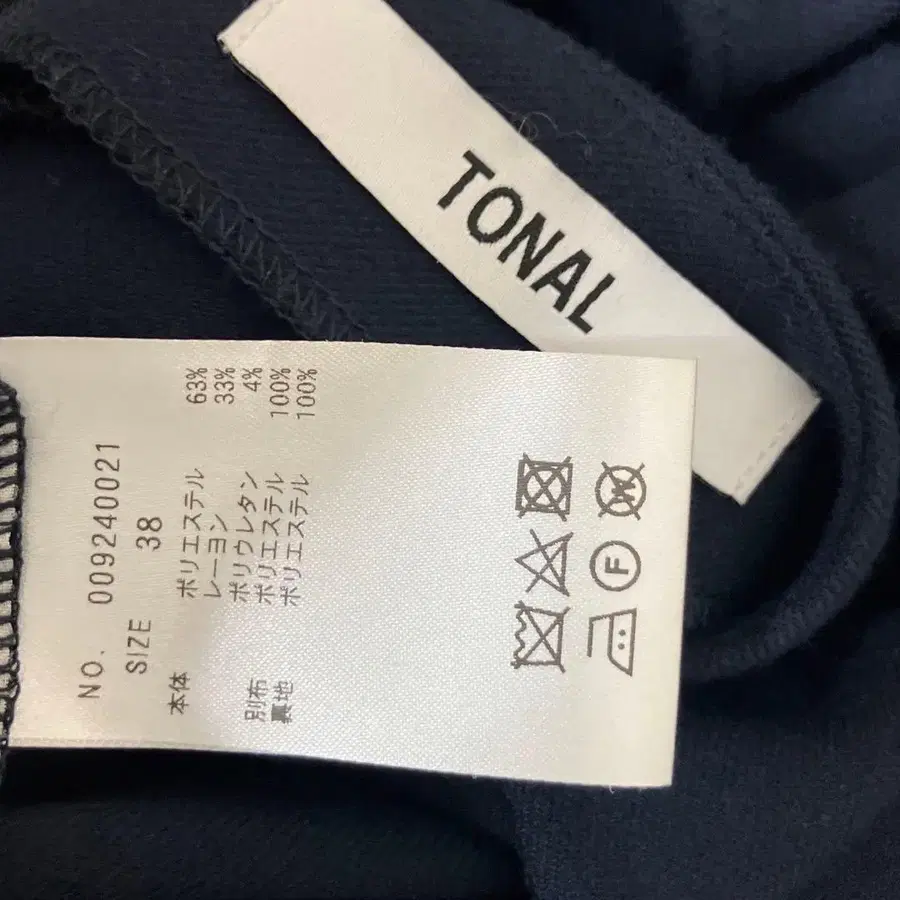 TONAL
NO. 009240021
SIZE 38
本体 ポリエステル 63%
レーヨン 33%
ポリウレタン 4%
別布 ポリエステル 100%
裏地 ポリエステル 100%
W
F